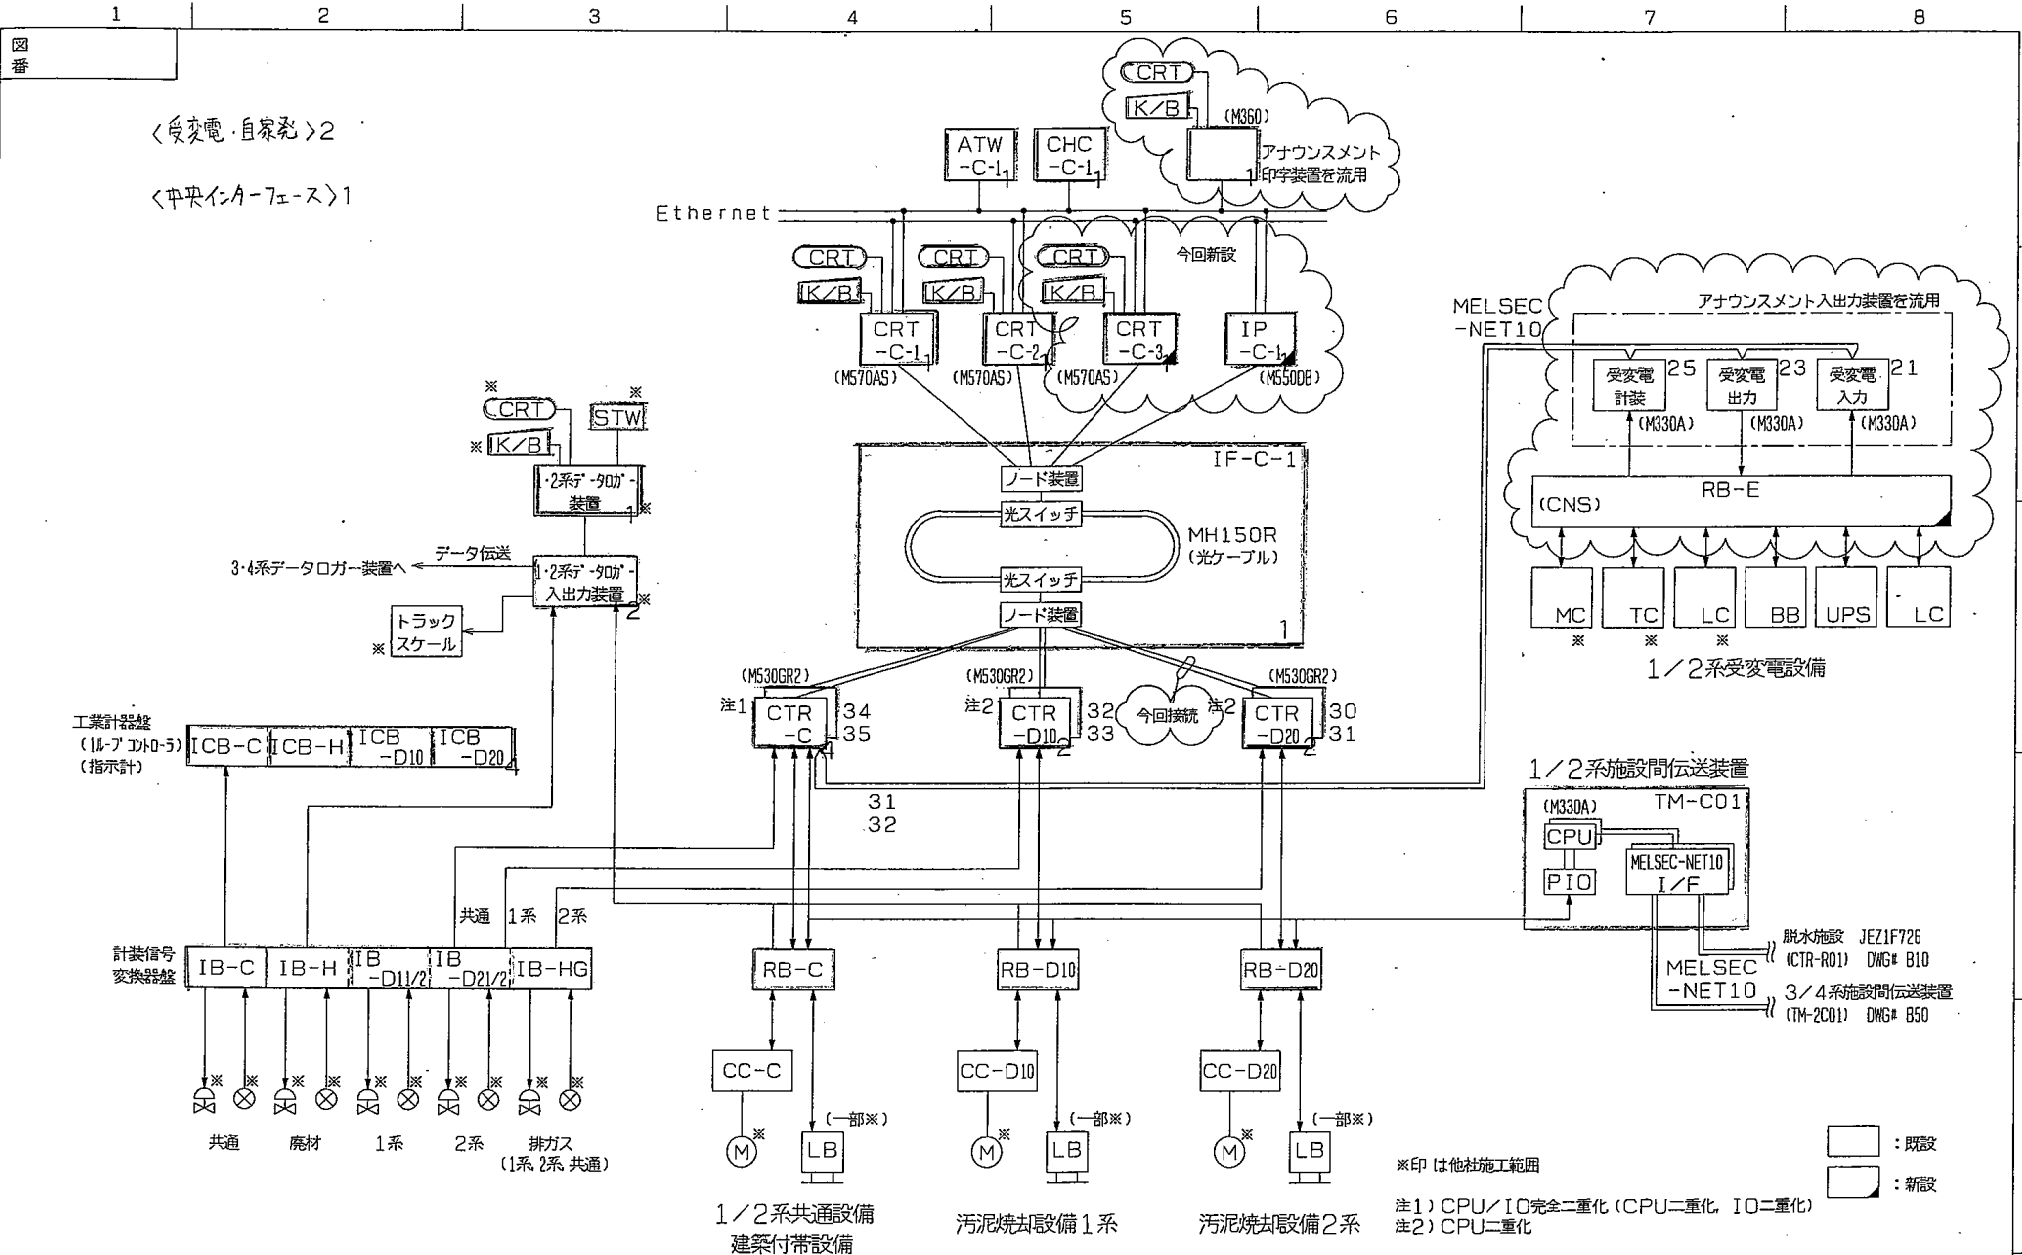 1 2 3 4 5 6 7 8
図
番
〈受変電・自家発〉2
〈中央インターフェース〉1
CRT
K/B
(M360)
1
アナウンスメント
印字装置を流用
ATW
-C-1
1
CHC
-C-1
1
Ethernet
今回新設
CRT
K/B
CRT
-C-1
1
(M570AS)
CRT
K/B
CRT
-C-2
1
(M570AS)
CRT
K/B
CRT
-C-3
1
(M570AS)
IP
-C-1
(M550DB)
MELSEC
-NET10
アナウンスメント入出力装置を流用
受変電
計装
25
(M330A)
受変電
出力
23
(M330A)
受変電
入力
21
(M330A)
RB-E
(CNS)
MC
※
TC
※
LC
※
BB
UPS
LC
1/2系受変電設備
※
CRT
※
K/B
※
STW
1・2系データロガー
装置
1
※
データ伝送
3・4系データロガー装置へ
1・2系データロガー
入出力装置
2
※
トラック
スケール
※
IF-C-1
ノード装置
光スイッチ
MH150R
(光ケーブル)
光スイッチ
ノード装置
1
(M530GR2)
注1
CTR
-C
4
34
35
(M530GR2)
注2
CTR
-D10
2
32
33
今回接続
(M530GR2)
注2
CTR
-D20
2
30
31
31
32
工業計器盤
(1ループコントローラ)
(指示計)
ICB-C
ICB-H
ICB
-D10
ICB
-D20
4
1/2系施設間伝送装置
TM-C01
(M330A)
CPU
PIO
MELSEC-NET10
I/F
MELSEC
-NET10
脱水施設 JEZ1F726
(CTR-R01) DWG# B10
3/4系施設間伝送装置
(TM-2C01) DWG# B50
共通 1系 2系
計装信号
変換器盤
IB-C
IB-H
IB
-D11/2
IB
-D21/2
IB-HG
※ ※ ※ ※ ※ ※ ※ ※ ※ ※
共通 廃材 1系 2系 排ガス
(1系,2系,共通)
RB-C
RB-D10
RB-D20
CC-C
CC-D10
CC-D20
M
※
(一部※)
LB
M
※
(一部※)
LB
M
※
(一部※)
LB
1/2系共通設備
建築付帯設備
汚泥焼却設備1系
汚泥焼却設備2系
※印は他社施工範囲
注1) CPU/IO完全二重化(CPU二重化, IO二重化)
注2) CPU二重化
:既設
:新設